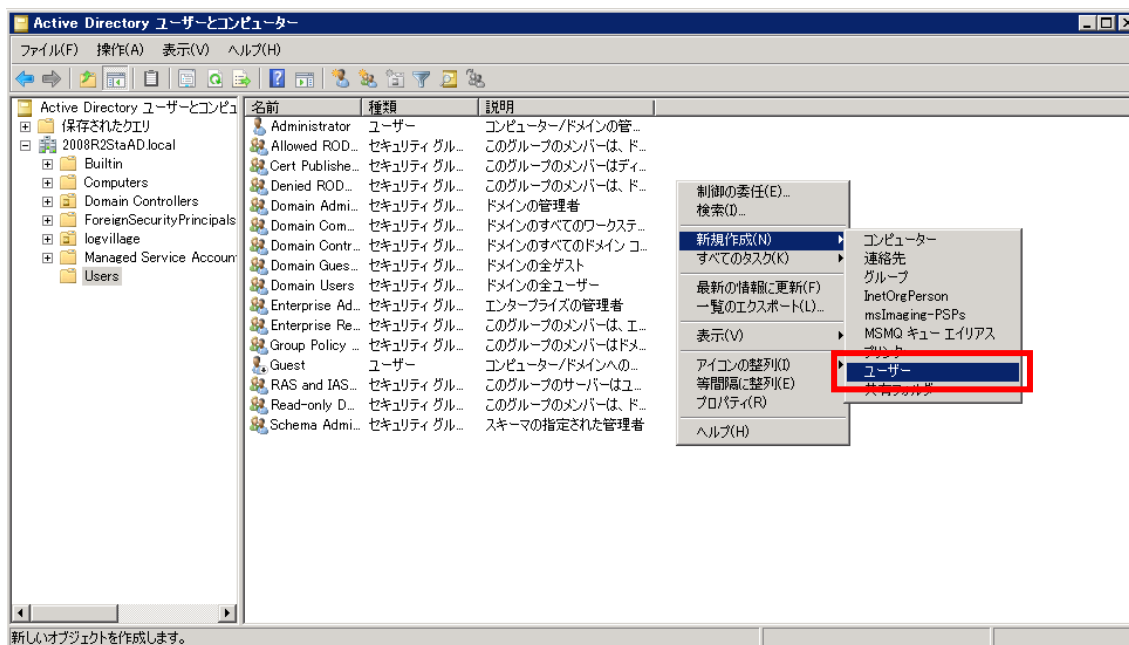 Active Directory ユーザーとコンピューター
ファイル(F) 操作(A) 表示(V) ヘルプ(H)
Active Directory ユーザーとコンピュ
保存されたクエリ
2008R2StaAD.local
Builtin
Computers
Domain Controllers
ForeignSecurityPrincipals
logvillage
Managed Service Accoun
Users
名前 種類 説明
Administrator ユーザー コンピューター/ドメインの管...
Allowed ROD... セキュリティ グル... このグループのメンバーは、ド...
Cert Publishe... セキュリティ グル... このグループのメンバーはディ...
Denied ROD... セキュリティ グル... このグループのメンバーは、ド...
Domain Admi... セキュリティ グル... ドメインの管理者
Domain Com... セキュリティ グル... ドメインのすべてのワークステ...
Domain Contr... セキュリティ グル... ドメインのすべてのドメイン コ...
Domain Gues... セキュリティ グル... ドメインの全ゲスト
Domain Users セキュリティ グル... ドメインの全ユーザー
Enterprise Ad... セキュリティ グル... エンタープライズの管理者
Enterprise Re... セキュリティ グル... このグループのメンバーは、エ...
Group Policy ... セキュリティ グル... このグループのメンバーはドメ...
Guest ユーザー コンピューター/ドメインへの...
RAS and IAS... セキュリティ グル... このグループのサーバーはユ...
Read-only D... セキュリティ グル... このグループのメンバーは、ド...
Schema Admi... セキュリティ グル... スキーマの指定された管理者
制御の委任(E)...
検索(I)...
新規作成(N)
すべてのタスク(K)
最新の情報に更新(F)
一覧のエクスポート(L)...
表示(V)
アイコンの整列(I)
等間隔に整列(E)
プロパティ(R)
ヘルプ(H)
コンピューター
連絡先
グループ
InetOrgPerson
msImaging-PSPs
MSMQ キュー エイリアス
プリンター
ユーザー
共有フォルダー
新しいオブジェクトを作成します。